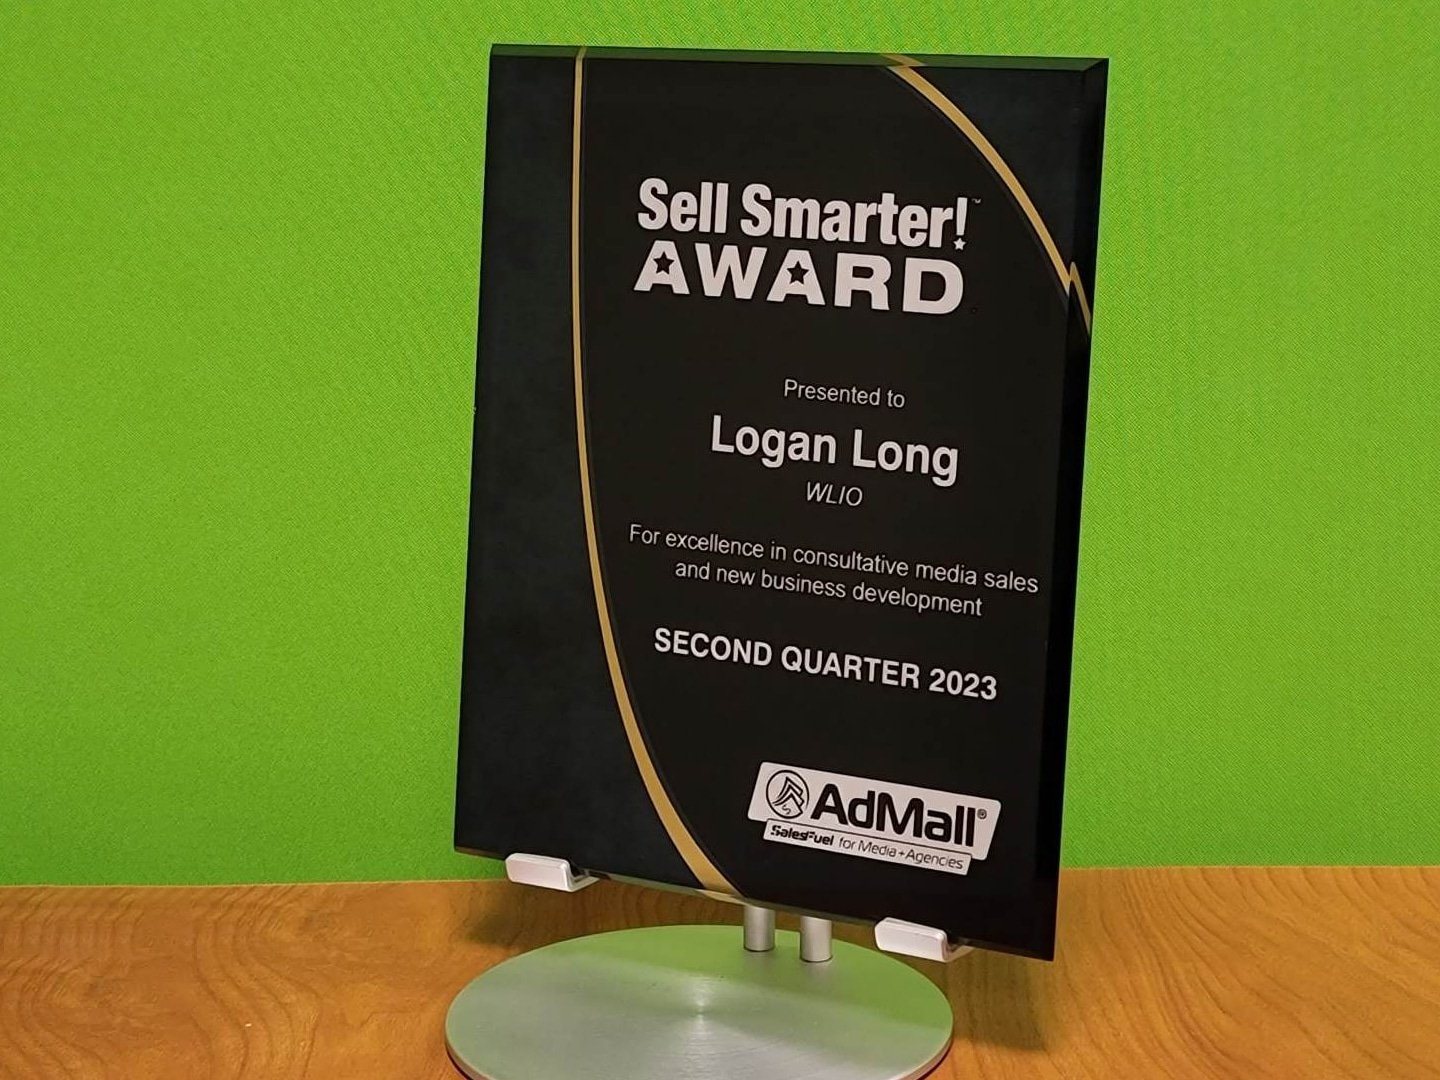 Sell Smarter!™
AWARD
Presented to
Logan Long
WLIO
For excellence in consultative media sales
and new business development
SECOND QUARTER 2023
AdMall®
SalesFuel for Media+Agencies